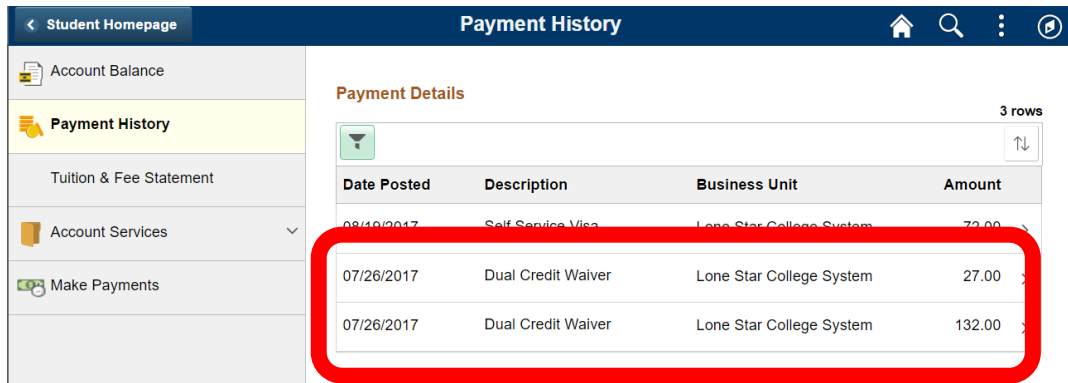 Student Homepage
Payment History
Account Balance
Payment History
Tuition & Fee Statement
Account Services
Make Payments
Payment Details
3 rows
Date Posted Description Business Unit Amount
08/19/2017 Self Service Visa Lone Star College System 72.00
07/26/2017 Dual Credit Waiver Lone Star College System 27.00
07/26/2017 Dual Credit Waiver Lone Star College System 132.00